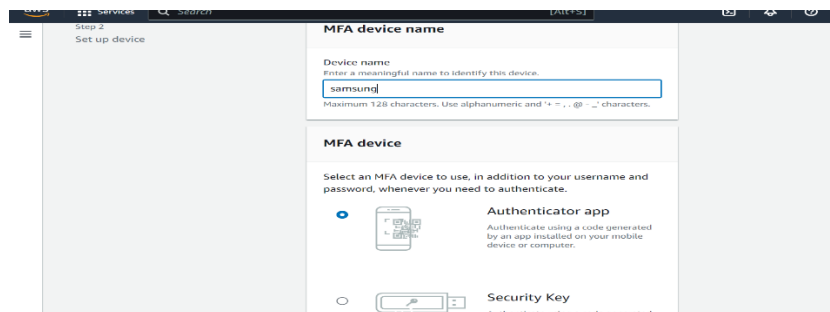 aws Services Search [Alt+S]
Step 2
Set up device
MFA device name
Device name
Enter a meaningful name to identify this device.
samsung
Maximum 128 characters. Use alphanumeric and '+ = , . @ - _' characters.
MFA device
Select an MFA device to use, in addition to your username and
password, whenever you need to authenticate.
Authenticator app
Authenticate using a code generated
by an app installed on your mobile
device or computer.
Security Key